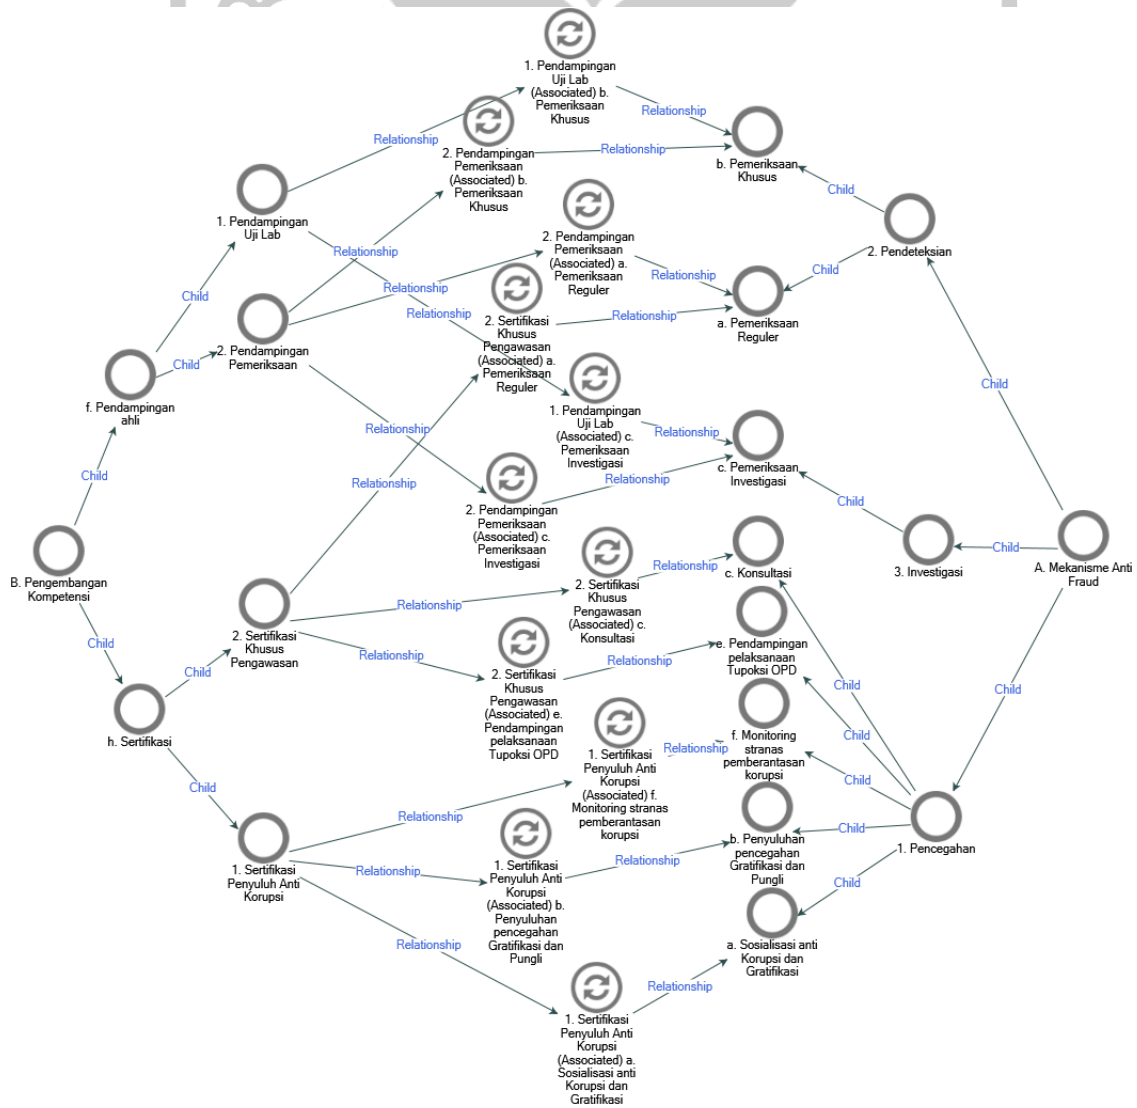 1. Pendampingan
Uji Lab
(Associated) b.
Pemeriksaan
Khusus
Relationship
Relationship
2. Pendampingan
Pemeriksaan
(Associated) b.
Pemeriksaan
Khusus
Relationship
b. Pemeriksaan
Khusus
Child
1. Pendampingan
Uji Lab
2. Pendeteksian
2. Pendampingan
Pemeriksaan
(Associated) a.
Pemeriksaan
Reguler
Relationship
Relationship
Child
Relationship
Child
Relationship
2. Sertifikasi
Khusus
Pengawasan
(Associated) a.
Pemeriksaan
Reguler
Relationship
a. Pemeriksaan
Reguler
2. Pendampingan
Pemeriksaan
Child
f. Pendampingan
ahli
Child
1. Pendampingan
Uji Lab
(Associated) c.
Pemeriksaan
Investigasi
Relationship
Relationship
c. Pemeriksaan
Investigasi
Child
Relationship
Relationship
2. Pendampingan
Pemeriksaan
(Associated) c.
Pemeriksaan
Investigasi
Child
B. Pengembangan
Kompetensi
Child
3. Investigasi
A. Mekanisme Anti
Fraud
Relationship
c. Konsultasi
2. Sertifikasi
Khusus
Pengawasan
(Associated) c.
Konsultasi
Relationship
2. Sertifikasi
Khusus
Pengawasan
Child
Child
Relationship
Relationship
e. Pendampingan
pelaksanaan
Tupoksi OPD
2. Sertifikasi
Khusus
Pengawasan
(Associated) e.
Pendampingan
pelaksanaan
Tupoksi OPD
Child
Child
h. Sertifikasi
Child
f. Monitoring
stranas
pemberantasan
korupsi
Relationship
1. Sertifikasi
Penyuluh Anti
Korupsi
(Associated) f.
Monitoring stranas
pemberantasan
korupsi
Child
Child
Relationship
Child
b. Penyuluhan
pencegahan
Gratifikasi dan
Pungli
1. Pencegahan
1. Sertifikasi
Penyuluh Anti
Korupsi
Relationship
1. Sertifikasi
Penyuluh Anti
Korupsi
(Associated) b.
Penyuluhan
pencegahan
Gratifikasi dan
Pungli
Relationship
Child
Relationship
a. Sosialisasi anti
Korupsi dan
Gratifikasi
Relationship
1. Sertifikasi
Penyuluh Anti
Korupsi
(Associated) a.
Sosialisasi anti
Korupsi dan
Gratifikasi